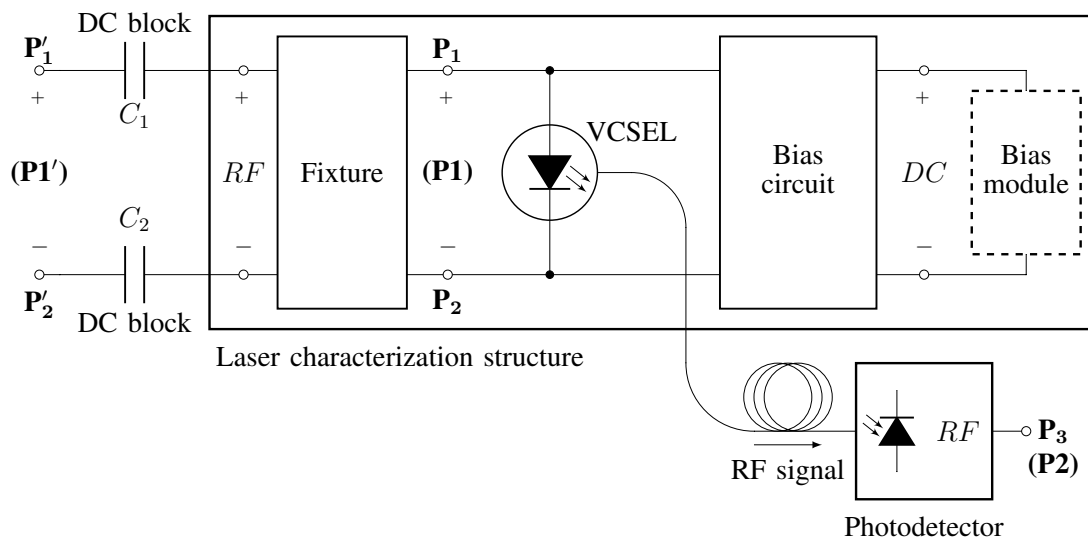 DC block
P′₁
+
C₁
(P1′)
C₂
−
P′₂
DC block
+
RF
−
Fixture
P₁
+
(P1)
−
P₂
VCSEL
Bias
circuit
+
DC
−
Bias
module
Laser characterization structure
RF signal
RF
P₃
(P2)
Photodetector